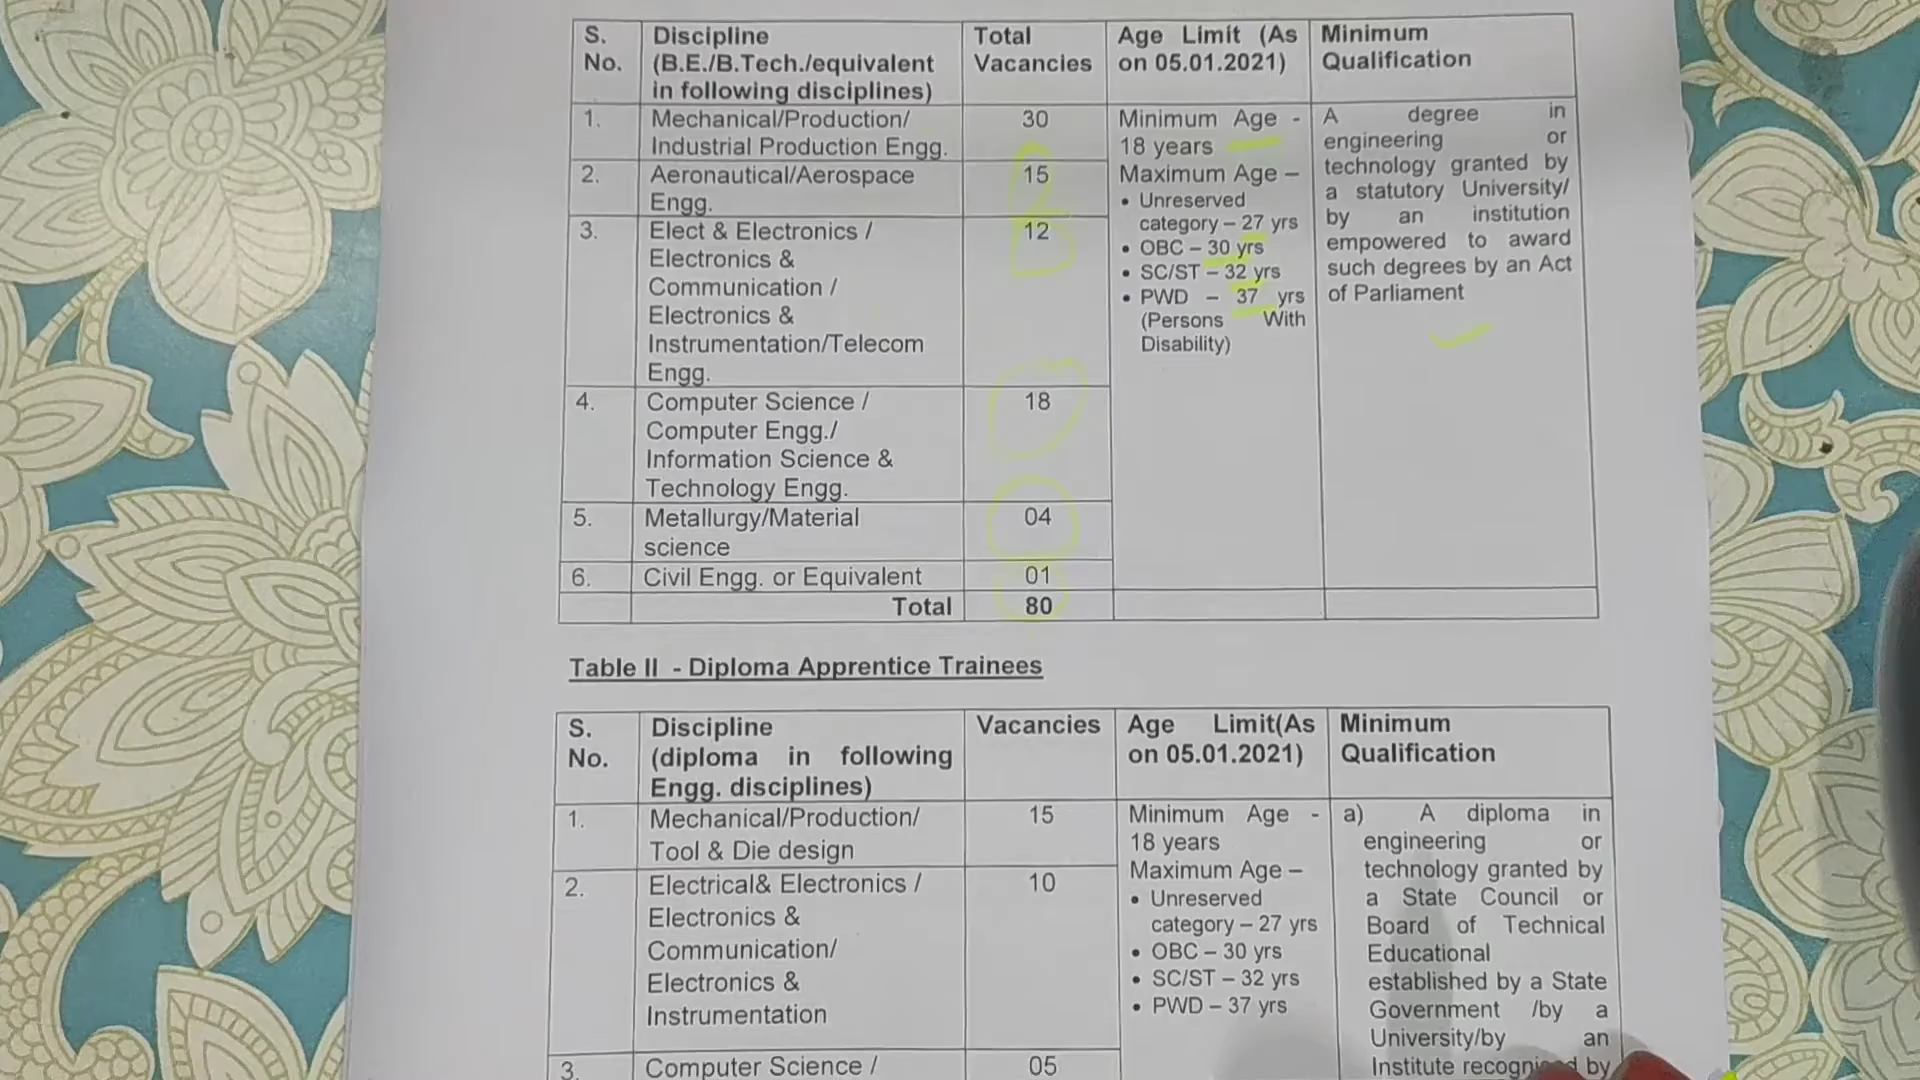 S. No.
Discipline
(B.E./B.Tech./equivalent
in following disciplines)
Total
Vacancies
Age Limit (As
on 05.01.2021)
Minimum
Qualification
1.
Mechanical/Production/
Industrial Production Engg.
30
2.
Aeronautical/Aerospace
Engg.
15
3.
Elect & Electronics /
Electronics &
Communication /
Electronics &
Instrumentation/Telecom
Engg.
12
4.
Computer Science /
Computer Engg./
Information Science &
Technology Engg.
18
5.
Metallurgy/Material
science
04
6.
Civil Engg. or Equivalent
01
Total
80
Minimum Age -
18 years
Maximum Age –
• Unreserved
category – 27 yrs
• OBC – 30 yrs
• SC/ST – 32 yrs
• PWD – 37 yrs
(Persons With
Disability)
A degree in
engineering or
technology granted by
a statutory University/
by an institution
empowered to award
such degrees by an Act
of Parliament
Table II - Diploma Apprentice Trainees
S.
No.
Discipline
(diploma in following
Engg. disciplines)
Vacancies
Age Limit(As
on 05.01.2021)
Minimum
Qualification
1.
Mechanical/Production/
Tool & Die design
15
2.
Electrical& Electronics /
Electronics &
Communication/
Electronics &
Instrumentation
10
3.
Computer Science /
05
Minimum Age -
18 years
Maximum Age –
• Unreserved
category – 27 yrs
• OBC – 30 yrs
• SC/ST – 32 yrs
• PWD – 37 yrs
a) A diploma in
engineering or
technology granted by
a State Council or
Board of Technical
Educational
established by a State
Government /by a
University/by an
Institute recognised by